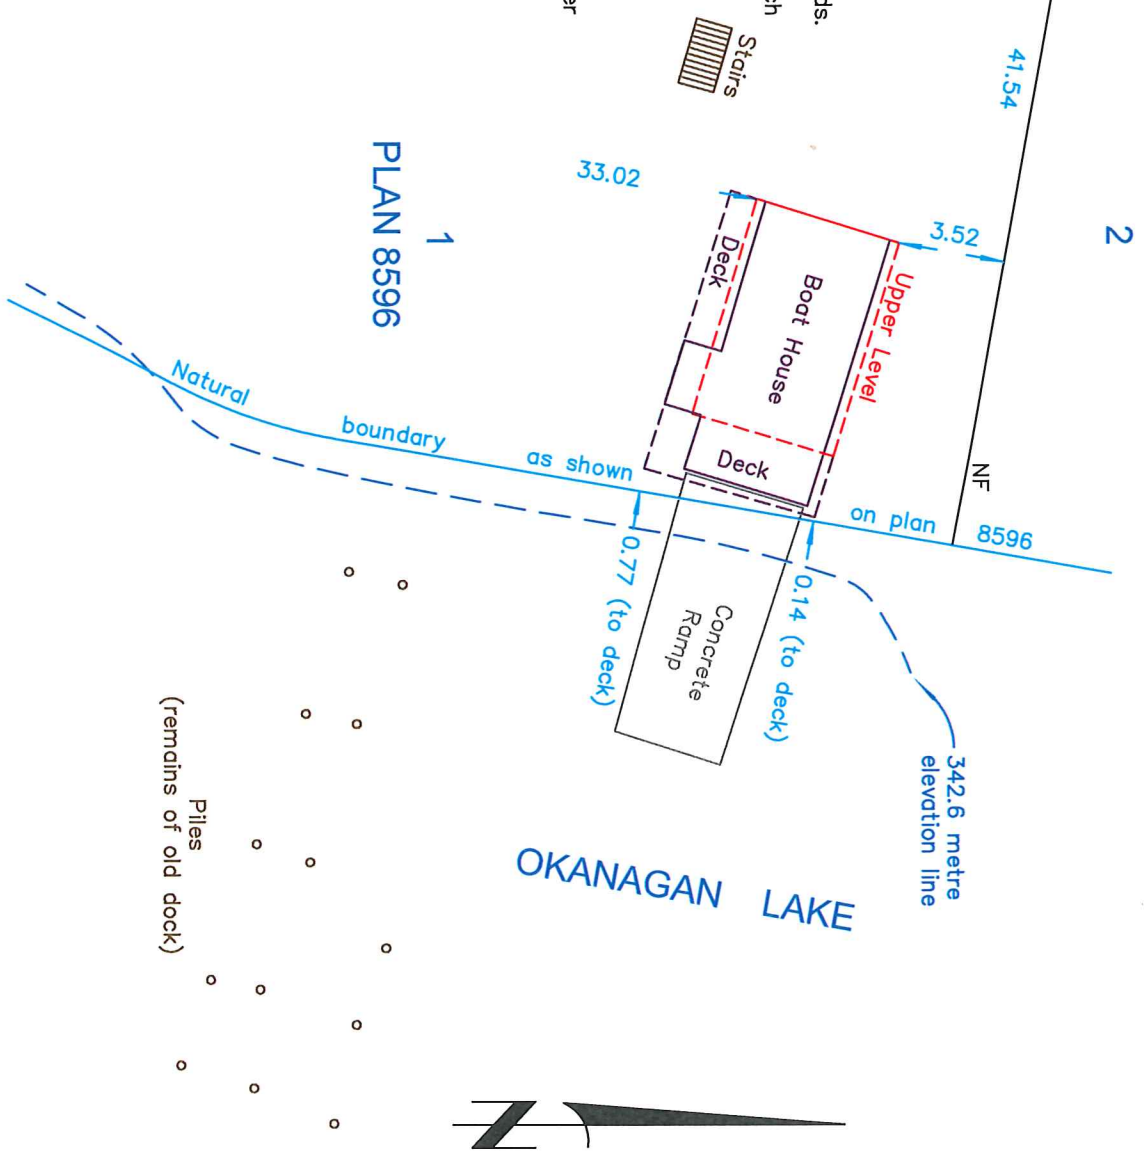 ds.
ch
er
Stairs
41.54
2
33.02
3.52
Deck
Boat House
Upper Level
1
PLAN 8596
Natural boundary as shown on plan 8596
Deck
NF
0.77 (to deck)
0.14 (to deck)
Concrete
Ramp
342.6 metre
elevation line
OKANAGAN LAKE
Piles
(remains of old dock)
N